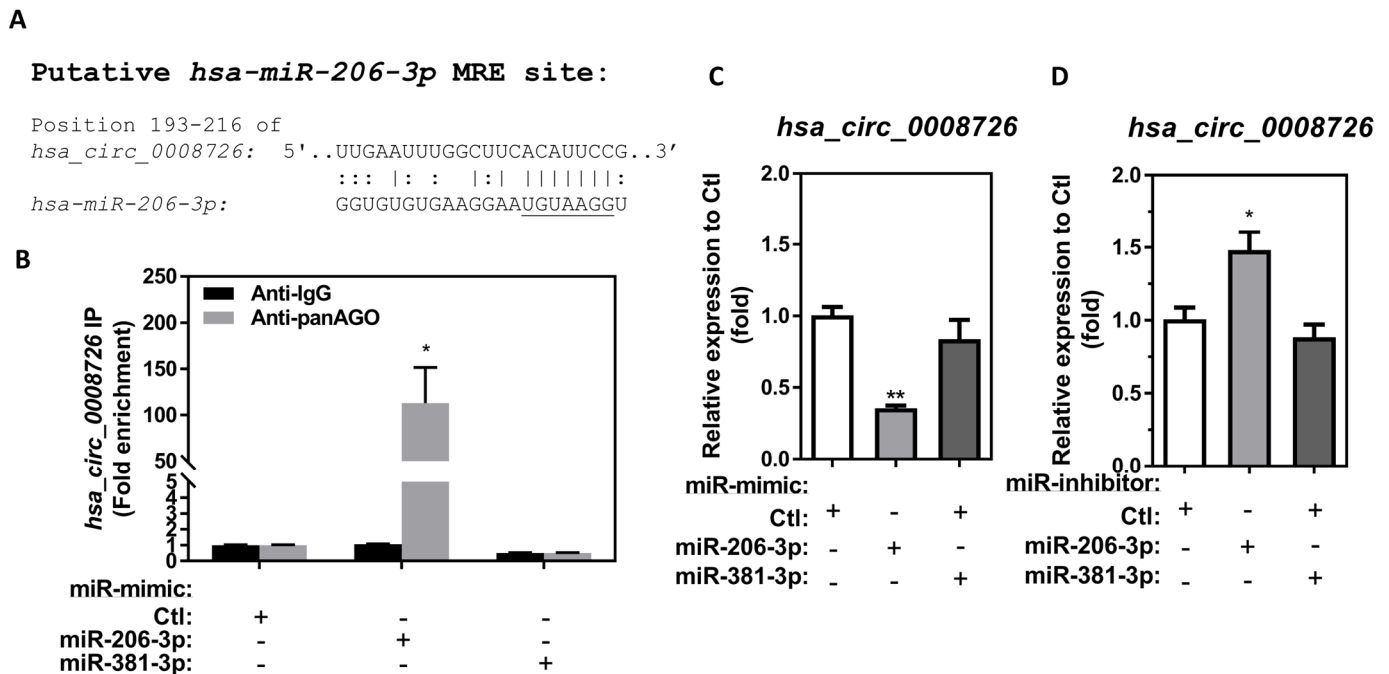 A
Putative hsa-miR-206-3p MRE site:
Position 193-216 of
hsa_circ_0008726: 5'..UUGAAUUUGGCUUCACAUUCCG..3'
::: |: : |:| |||||||:
hsa-miR-206-3p: GGUGUGUGAAGGAAUGUAAGGU
B
hsa_circ_0008726 IP
(Fold enrichment)
250
200
150
100
50
5
4
3
2
1
0
Anti-IgG
Anti-panAGO
*
miR-mimic:
Ctl: + - -
miR-206-3p: - + -
miR-381-3p: - - +
C
hsa_circ_0008726
Relative expression to Ctl
(fold)
2.0
1.5
1.0
0.5
0.0
**
miR-mimic:
Ctl: + - +
miR-206-3p: - + -
miR-381-3p: - - +
D
hsa_circ_0008726
Relative expression to Ctl
(fold)
2.0
1.5
1.0
0.5
0.0
*
miR-inhibitor:
Ctl: + - +
miR-206-3p: - + -
miR-381-3p: - - +